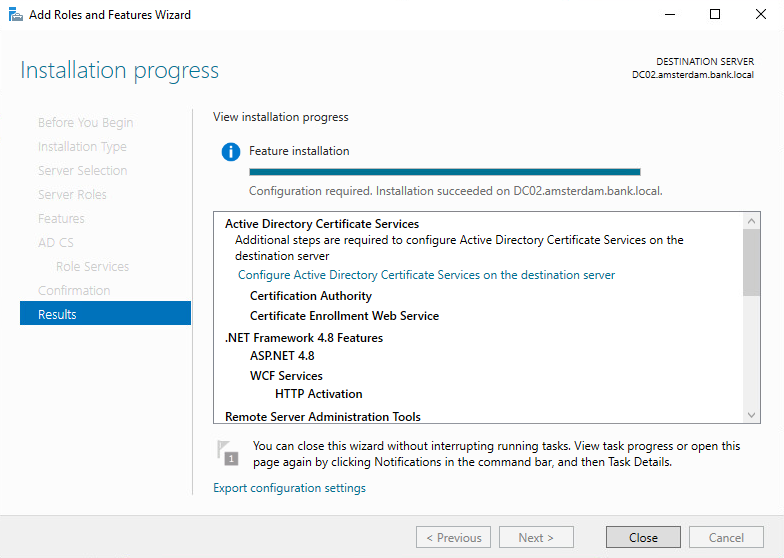 Add Roles and Features Wizard
Installation progress
DESTINATION SERVER
DC02.amsterdam.bank.local
Before You Begin
Installation Type
Server Selection
Server Roles
Features
AD CS
Role Services
Confirmation
Results
View installation progress
Feature installation
Configuration required. Installation succeeded on DC02.amsterdam.bank.local.
Active Directory Certificate Services
Additional steps are required to configure Active Directory Certificate Services on the
destination server
Configure Active Directory Certificate Services on the destination server
Certification Authority
Certificate Enrollment Web Service
.NET Framework 4.8 Features
ASP.NET 4.8
WCF Services
HTTP Activation
Remote Server Administration Tools
1
You can close this wizard without interrupting running tasks. View task progress or open this
page again by clicking Notifications in the command bar, and then Task Details.
Export configuration settings
< Previous
Next >
Close
Cancel